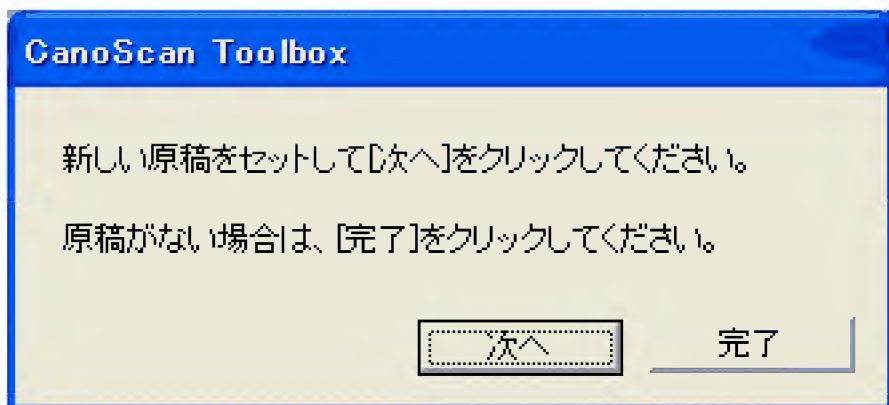 CanoScan Toolbox
新しい原稿をセットして[次へ]をクリックしてください。
原稿がない場合は、[完了]をクリックしてください。
次へ 完了